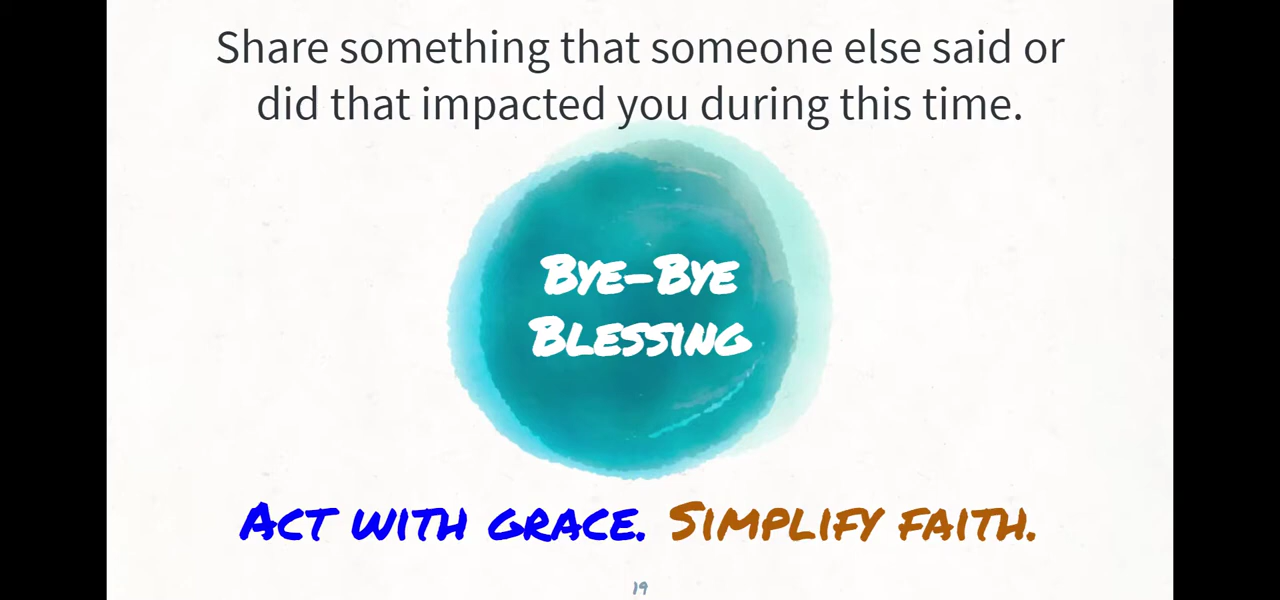 Share something that someone else said or
did that impacted you during this time.
Bye-Bye
Blessing
Act with grace. Simplify faith.
19